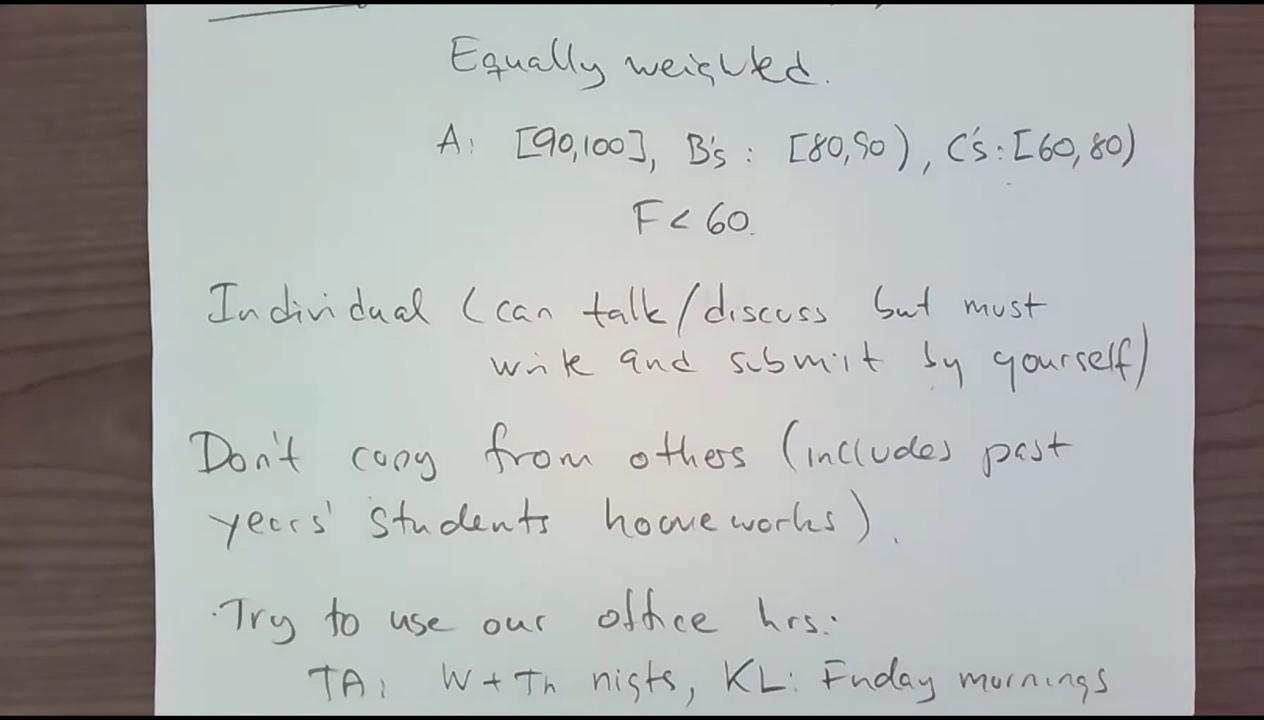 Equally weighted.
A: [90,100], B's: [80,90), C's: [60,80)
F < 60.
Individual (can talk/discuss but must
write and submit by yourself)
Don't copy from others (includes past
years' students homeworks).
Try to use our office hrs:
TA: W + Th nights, KL: Friday mornings